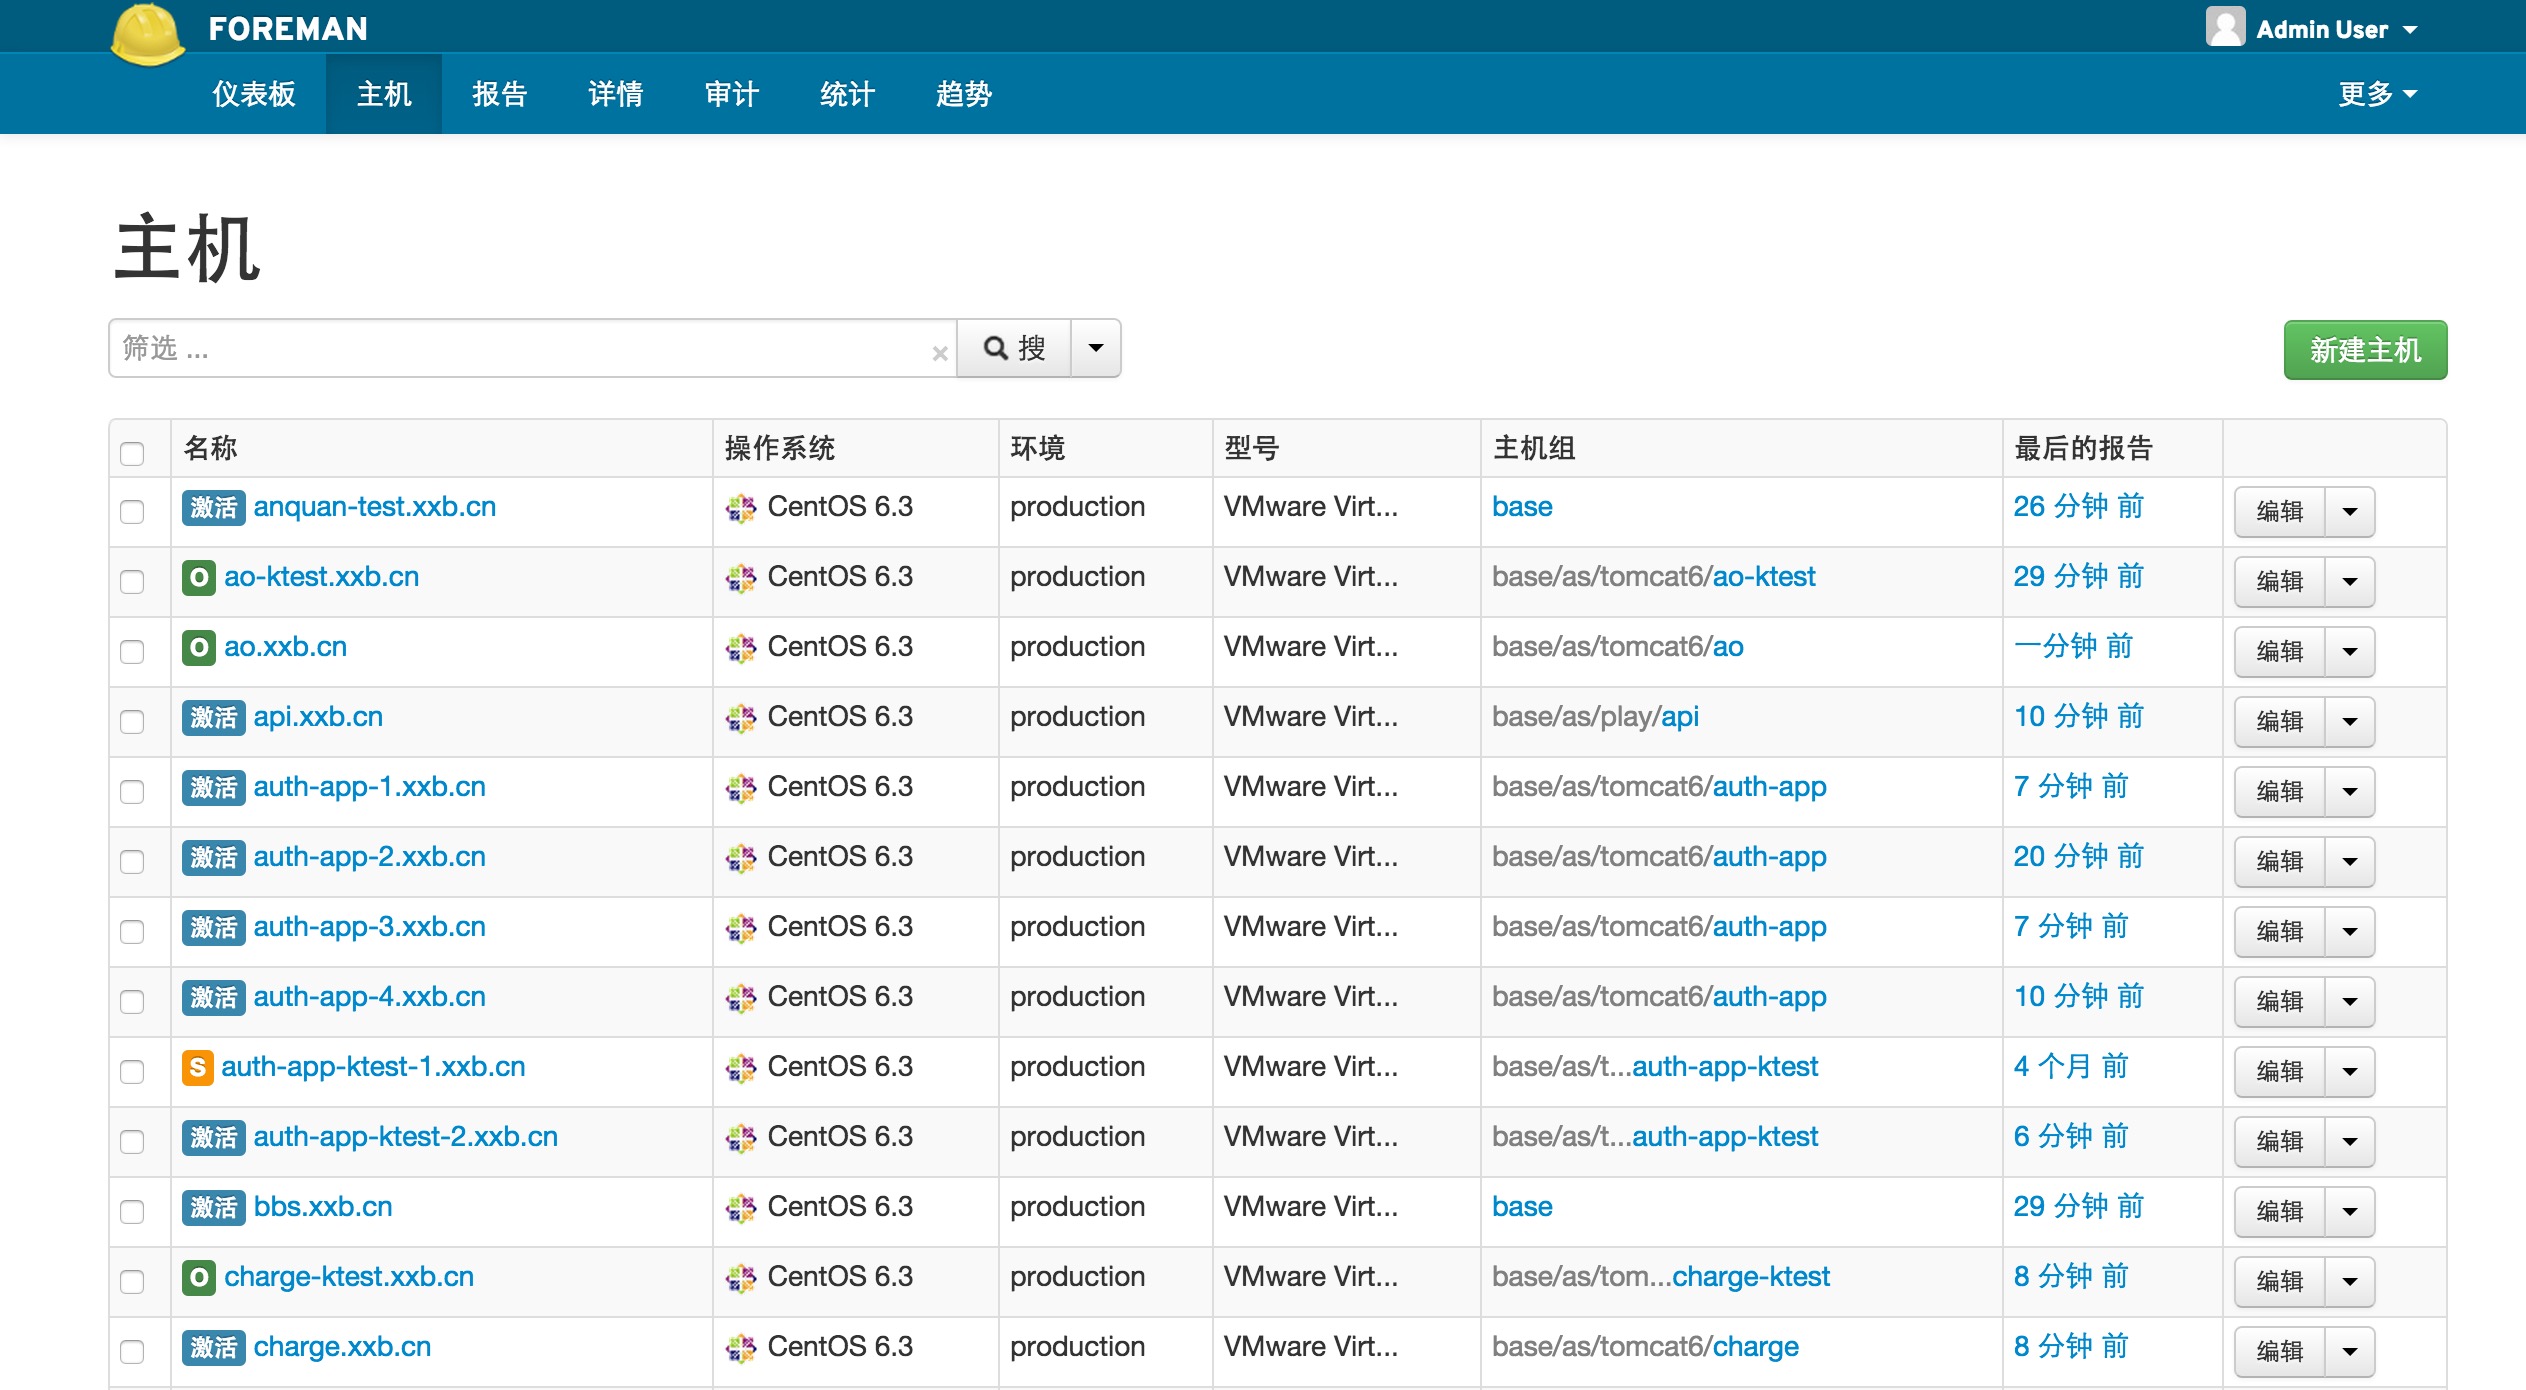 FOREMAN
Admin User
仪表板 主机 报告 详情 审计 统计 趋势 更多
主机
筛选 ... × 搜 新建主机
名称 操作系统 环境 型号 主机组 最后的报告
激活 anquan-test.xxb.cn CentOS 6.3 production VMware Virt... base 26 分钟 前 编辑
O ao-ktest.xxb.cn CentOS 6.3 production VMware Virt... base/as/tomcat6/ao-ktest 29 分钟 前 编辑
O ao.xxb.cn CentOS 6.3 production VMware Virt... base/as/tomcat6/ao 一分钟 前 编辑
激活 api.xxb.cn CentOS 6.3 production VMware Virt... base/as/play/api 10 分钟 前 编辑
激活 auth-app-1.xxb.cn CentOS 6.3 production VMware Virt... base/as/tomcat6/auth-app 7 分钟 前 编辑
激活 auth-app-2.xxb.cn CentOS 6.3 production VMware Virt... base/as/tomcat6/auth-app 20 分钟 前 编辑
激活 auth-app-3.xxb.cn CentOS 6.3 production VMware Virt... base/as/tomcat6/auth-app 7 分钟 前 编辑
激活 auth-app-4.xxb.cn CentOS 6.3 production VMware Virt... base/as/tomcat6/auth-app 10 分钟 前 编辑
S auth-app-ktest-1.xxb.cn CentOS 6.3 production VMware Virt... base/as/t...auth-app-ktest 4 个月 前 编辑
激活 auth-app-ktest-2.xxb.cn CentOS 6.3 production VMware Virt... base/as/t...auth-app-ktest 6 分钟 前 编辑
激活 bbs.xxb.cn CentOS 6.3 production VMware Virt... base 29 分钟 前 编辑
O charge-ktest.xxb.cn CentOS 6.3 production VMware Virt... base/as/tom...charge-ktest 8 分钟 前 编辑
激活 charge.xxb.cn CentOS 6.3 production VMware Virt... base/as/tomcat6/charge 8 分钟 前 编辑